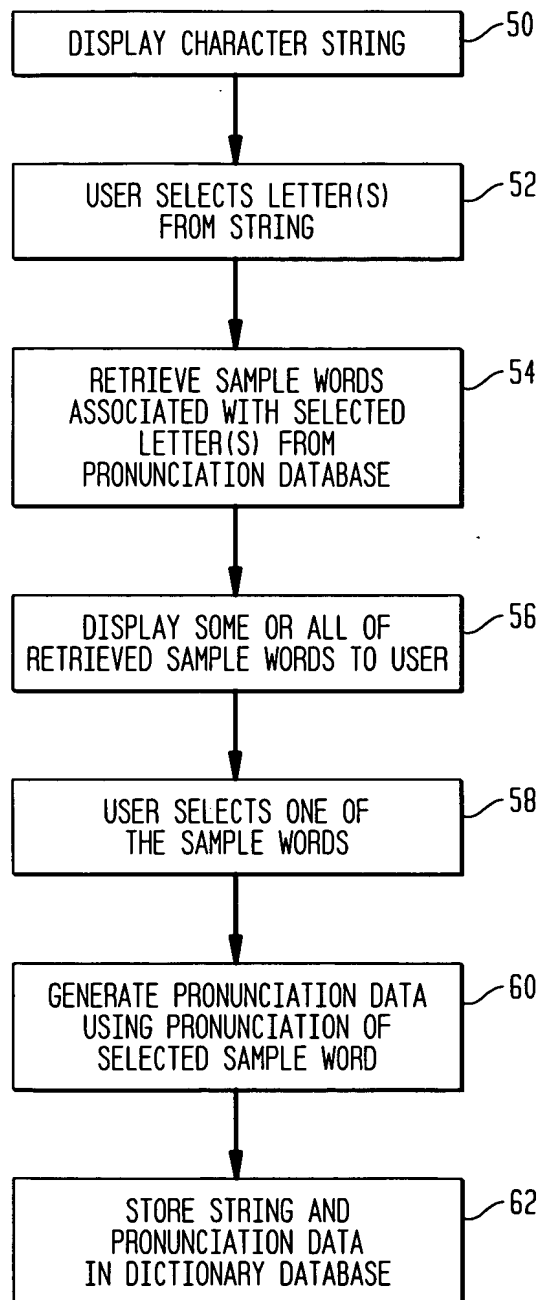 DISPLAY CHARACTER STRING
50
USER SELECTS LETTER(S)
FROM STRING
52
RETRIEVE SAMPLE WORDS
ASSOCIATED WITH SELECTED
LETTER(S) FROM
PRONUNCIATION DATABASE
54
DISPLAY SOME OR ALL OF
RETRIEVED SAMPLE WORDS TO USER
56
USER SELECTS ONE OF
THE SAMPLE WORDS
58
GENERATE PRONUNCIATION DATA
USING PRONUNCIATION OF
SELECTED SAMPLE WORD
60
STORE STRING AND
PRONUNCIATION DATA
IN DICTIONARY DATABASE
62